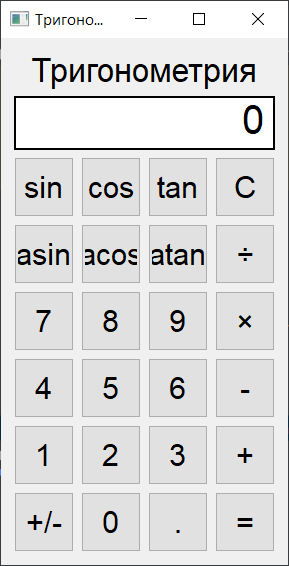 Тригоно...
Тригонометрия
0
sin cos tan C
asin acos atan ÷
7 8 9 ×
4 5 6 -
1 2 3 +
+/- 0 . =